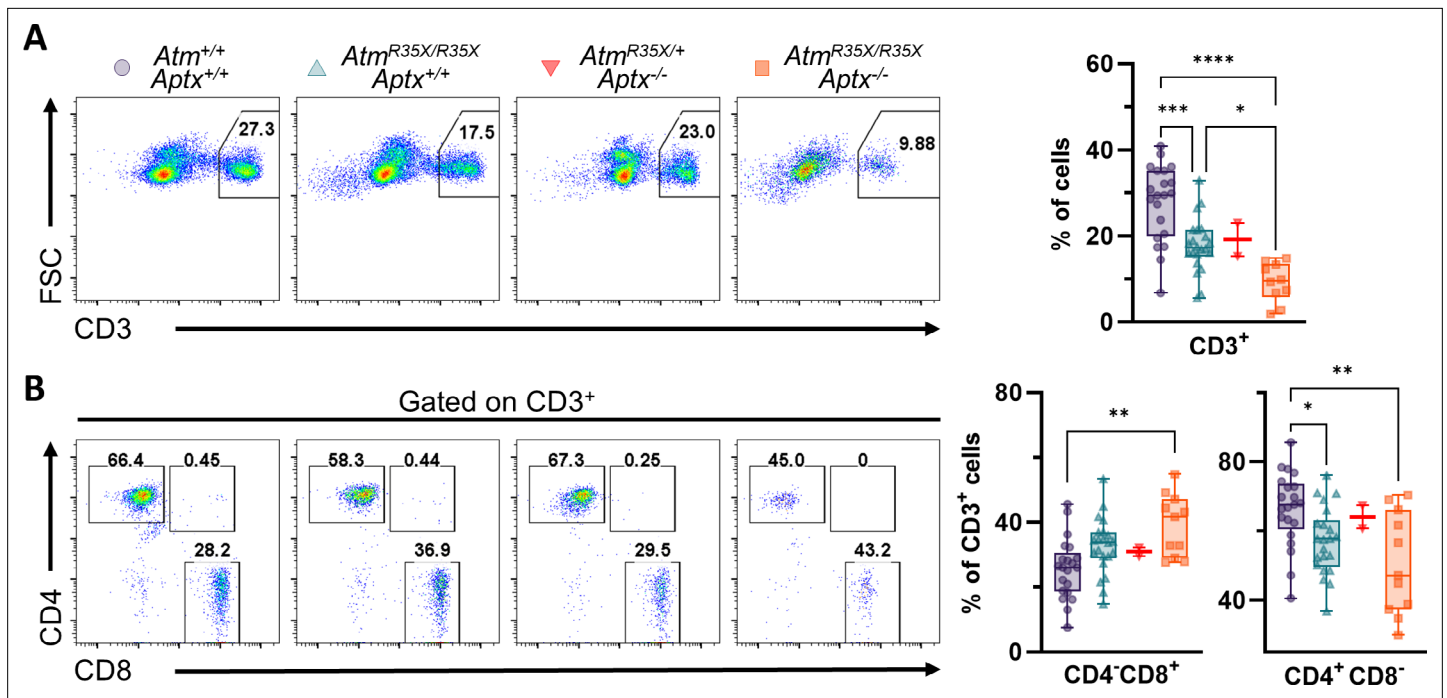 A
Atm+/+ AtmR35X/R35X AtmR35X/+ AtmR35X/R35X
Aptx+/+ Aptx+/+ Aptx-/- Aptx-/-
27.3 17.5 23.0 9.88
FSC
CD3
60
40
20
0
% of cells
**** 
*** *
CD3+
B
Gated on CD3+
66.4 0.45 58.3 0.44 67.3 0.25 45.0 0
28.2 36.9 29.5 43.2
CD4
CD8
80
40
0
% of CD3+ cells
**
CD4-CD8+
80
40
**
*
CD4+ CD8-